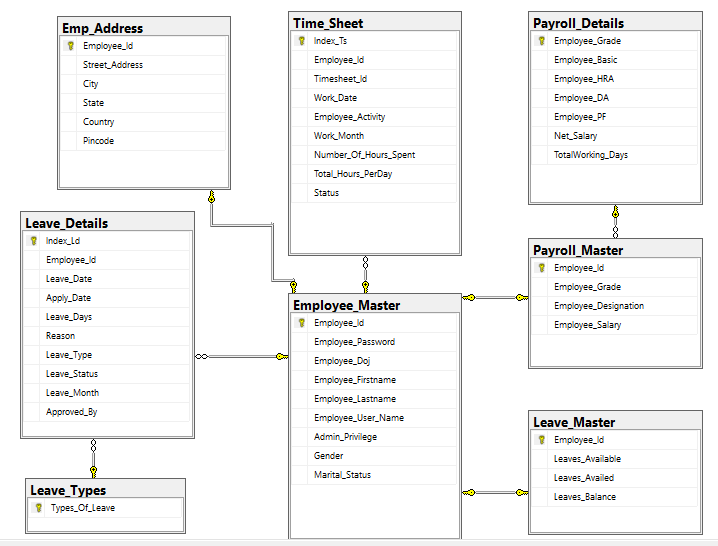 Emp_Address
Employee_Id
Street_Address
City
State
Country
Pincode
Time_Sheet
Index_Ts
Employee_Id
Timesheet_Id
Work_Date
Employee_Activity
Work_Month
Number_Of_Hours_Spent
Total_Hours_PerDay
Status
Payroll_Details
Employee_Grade
Employee_Basic
Employee_HRA
Employee_DA
Employee_PF
Net_Salary
TotalWorking_Days
Leave_Details
Index_Ld
Employee_Id
Leave_Date
Apply_Date
Leave_Days
Reason
Leave_Type
Leave_Status
Leave_Month
Approved_By
Employee_Master
Employee_Id
Employee_Password
Employee_Doj
Employee_Firstname
Employee_Lastname
Employee_User_Name
Admin_Privilege
Gender
Marital_Status
Payroll_Master
Employee_Id
Employee_Grade
Employee_Designation
Employee_Salary
Leave_Master
Employee_Id
Leaves_Available
Leaves_Availed
Leaves_Balance
Leave_Types
Types_Of_Leave